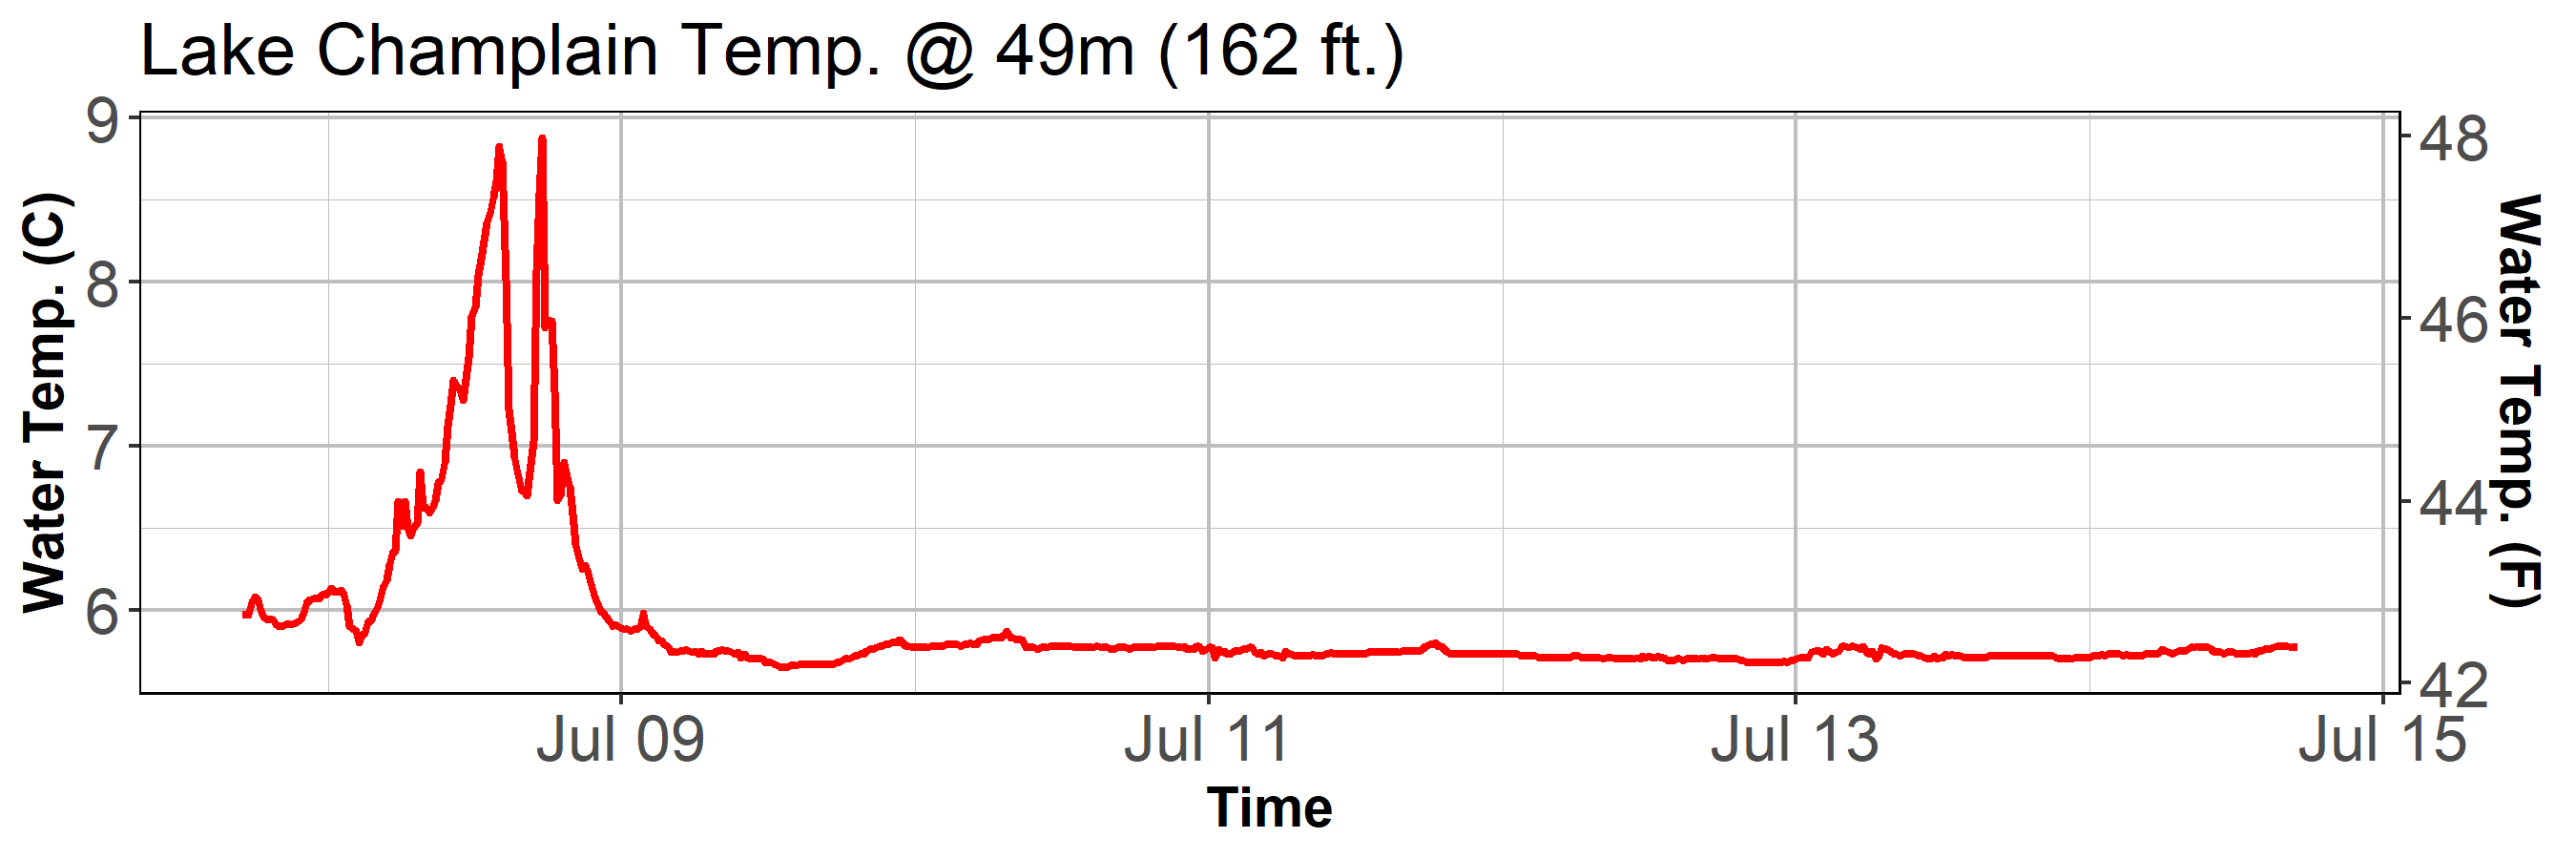 Lake Champlain Temp. @ 49m (162 ft.)
Water Temp. (C)
9
8
7
6
48
46
44
42
Water Temp. (F)
Jul 09
Jul 11
Jul 13
Jul 15
Time